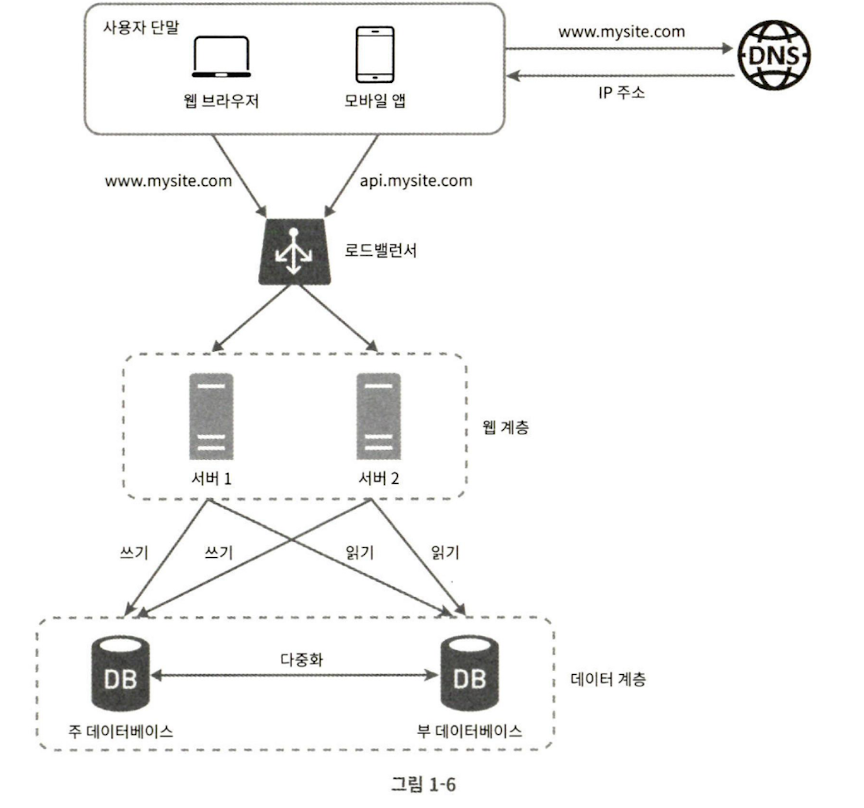 사용자 단말
웹 브라우저
모바일 앱
www.mysite.com
DNS
IP 주소
www.mysite.com
api.mysite.com
로드밸런서
서버 1
서버 2
웹 계층
쓰기
쓰기
읽기
읽기
DB
다중화
DB
데이터 계층
주 데이터베이스
부 데이터베이스
그림 1-6